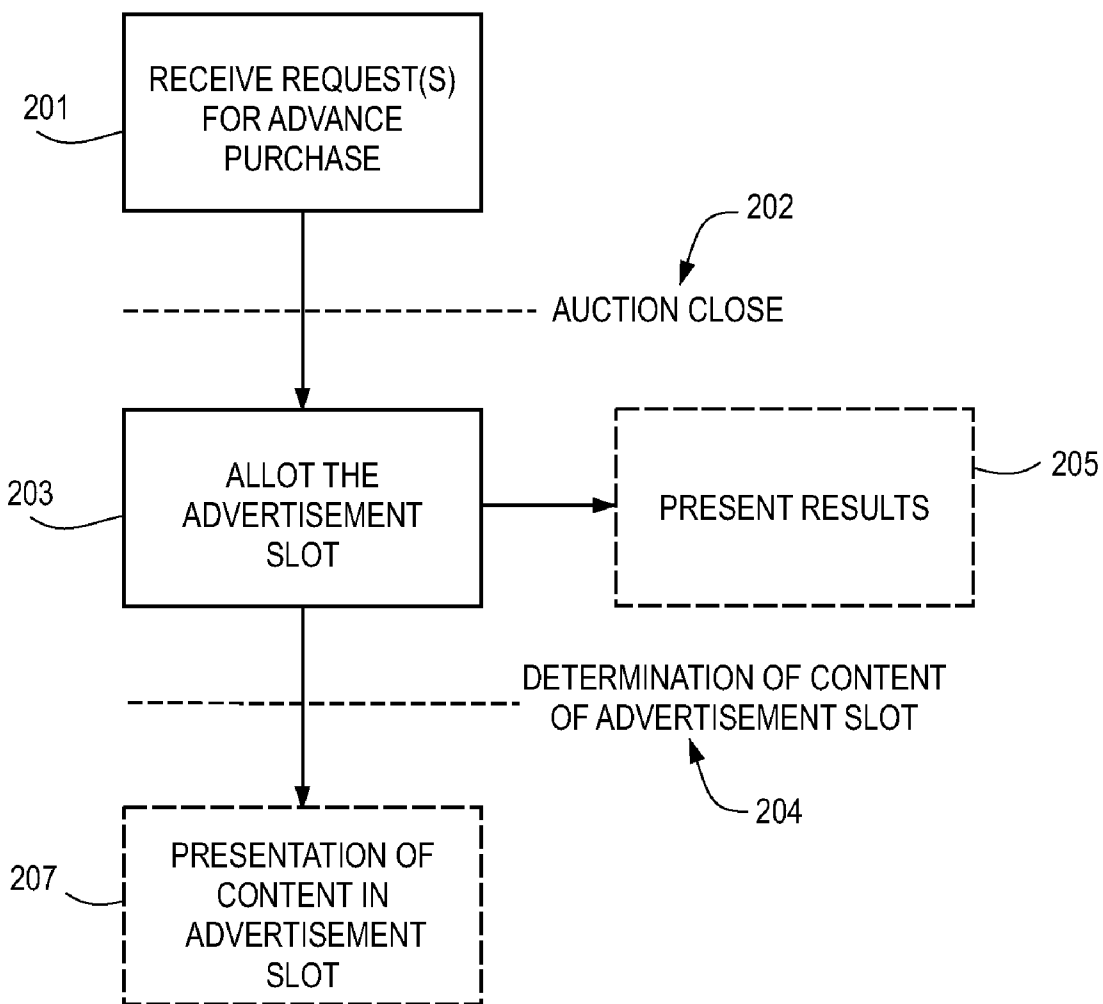 201
RECEIVE REQUEST(S)
FOR ADVANCE
PURCHASE
202
AUCTION CLOSE
203
ALLOT THE
ADVERTISEMENT
SLOT
PRESENT RESULTS
205
DETERMINATION OF CONTENT
OF ADVERTISEMENT SLOT
204
207
PRESENTATION OF
CONTENT IN
ADVERTISEMENT
SLOT